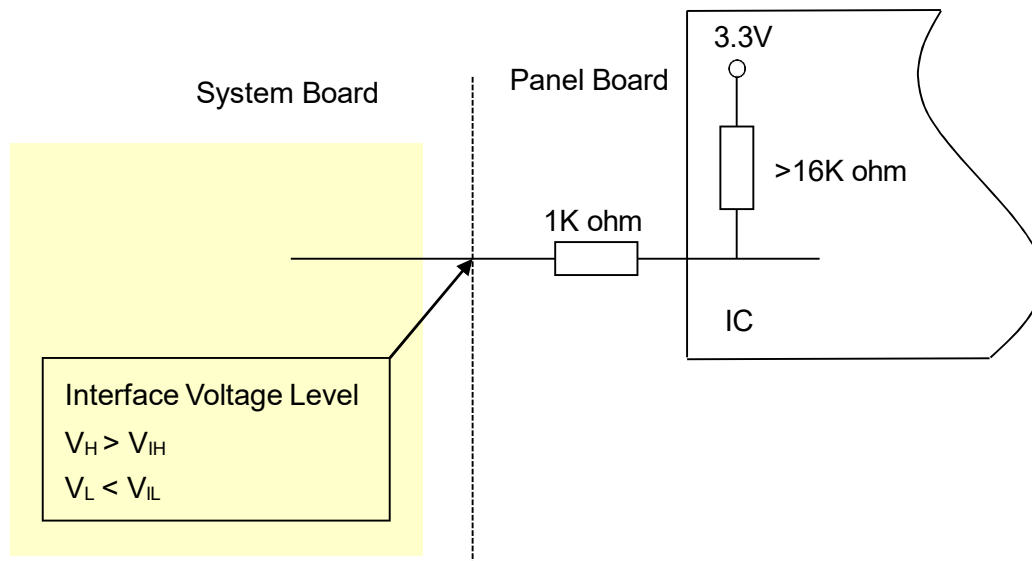 3.3V
System Board
Panel Board
>16K ohm
1K ohm
IC
Interface Voltage Level
VH > VIH
VL < VIL